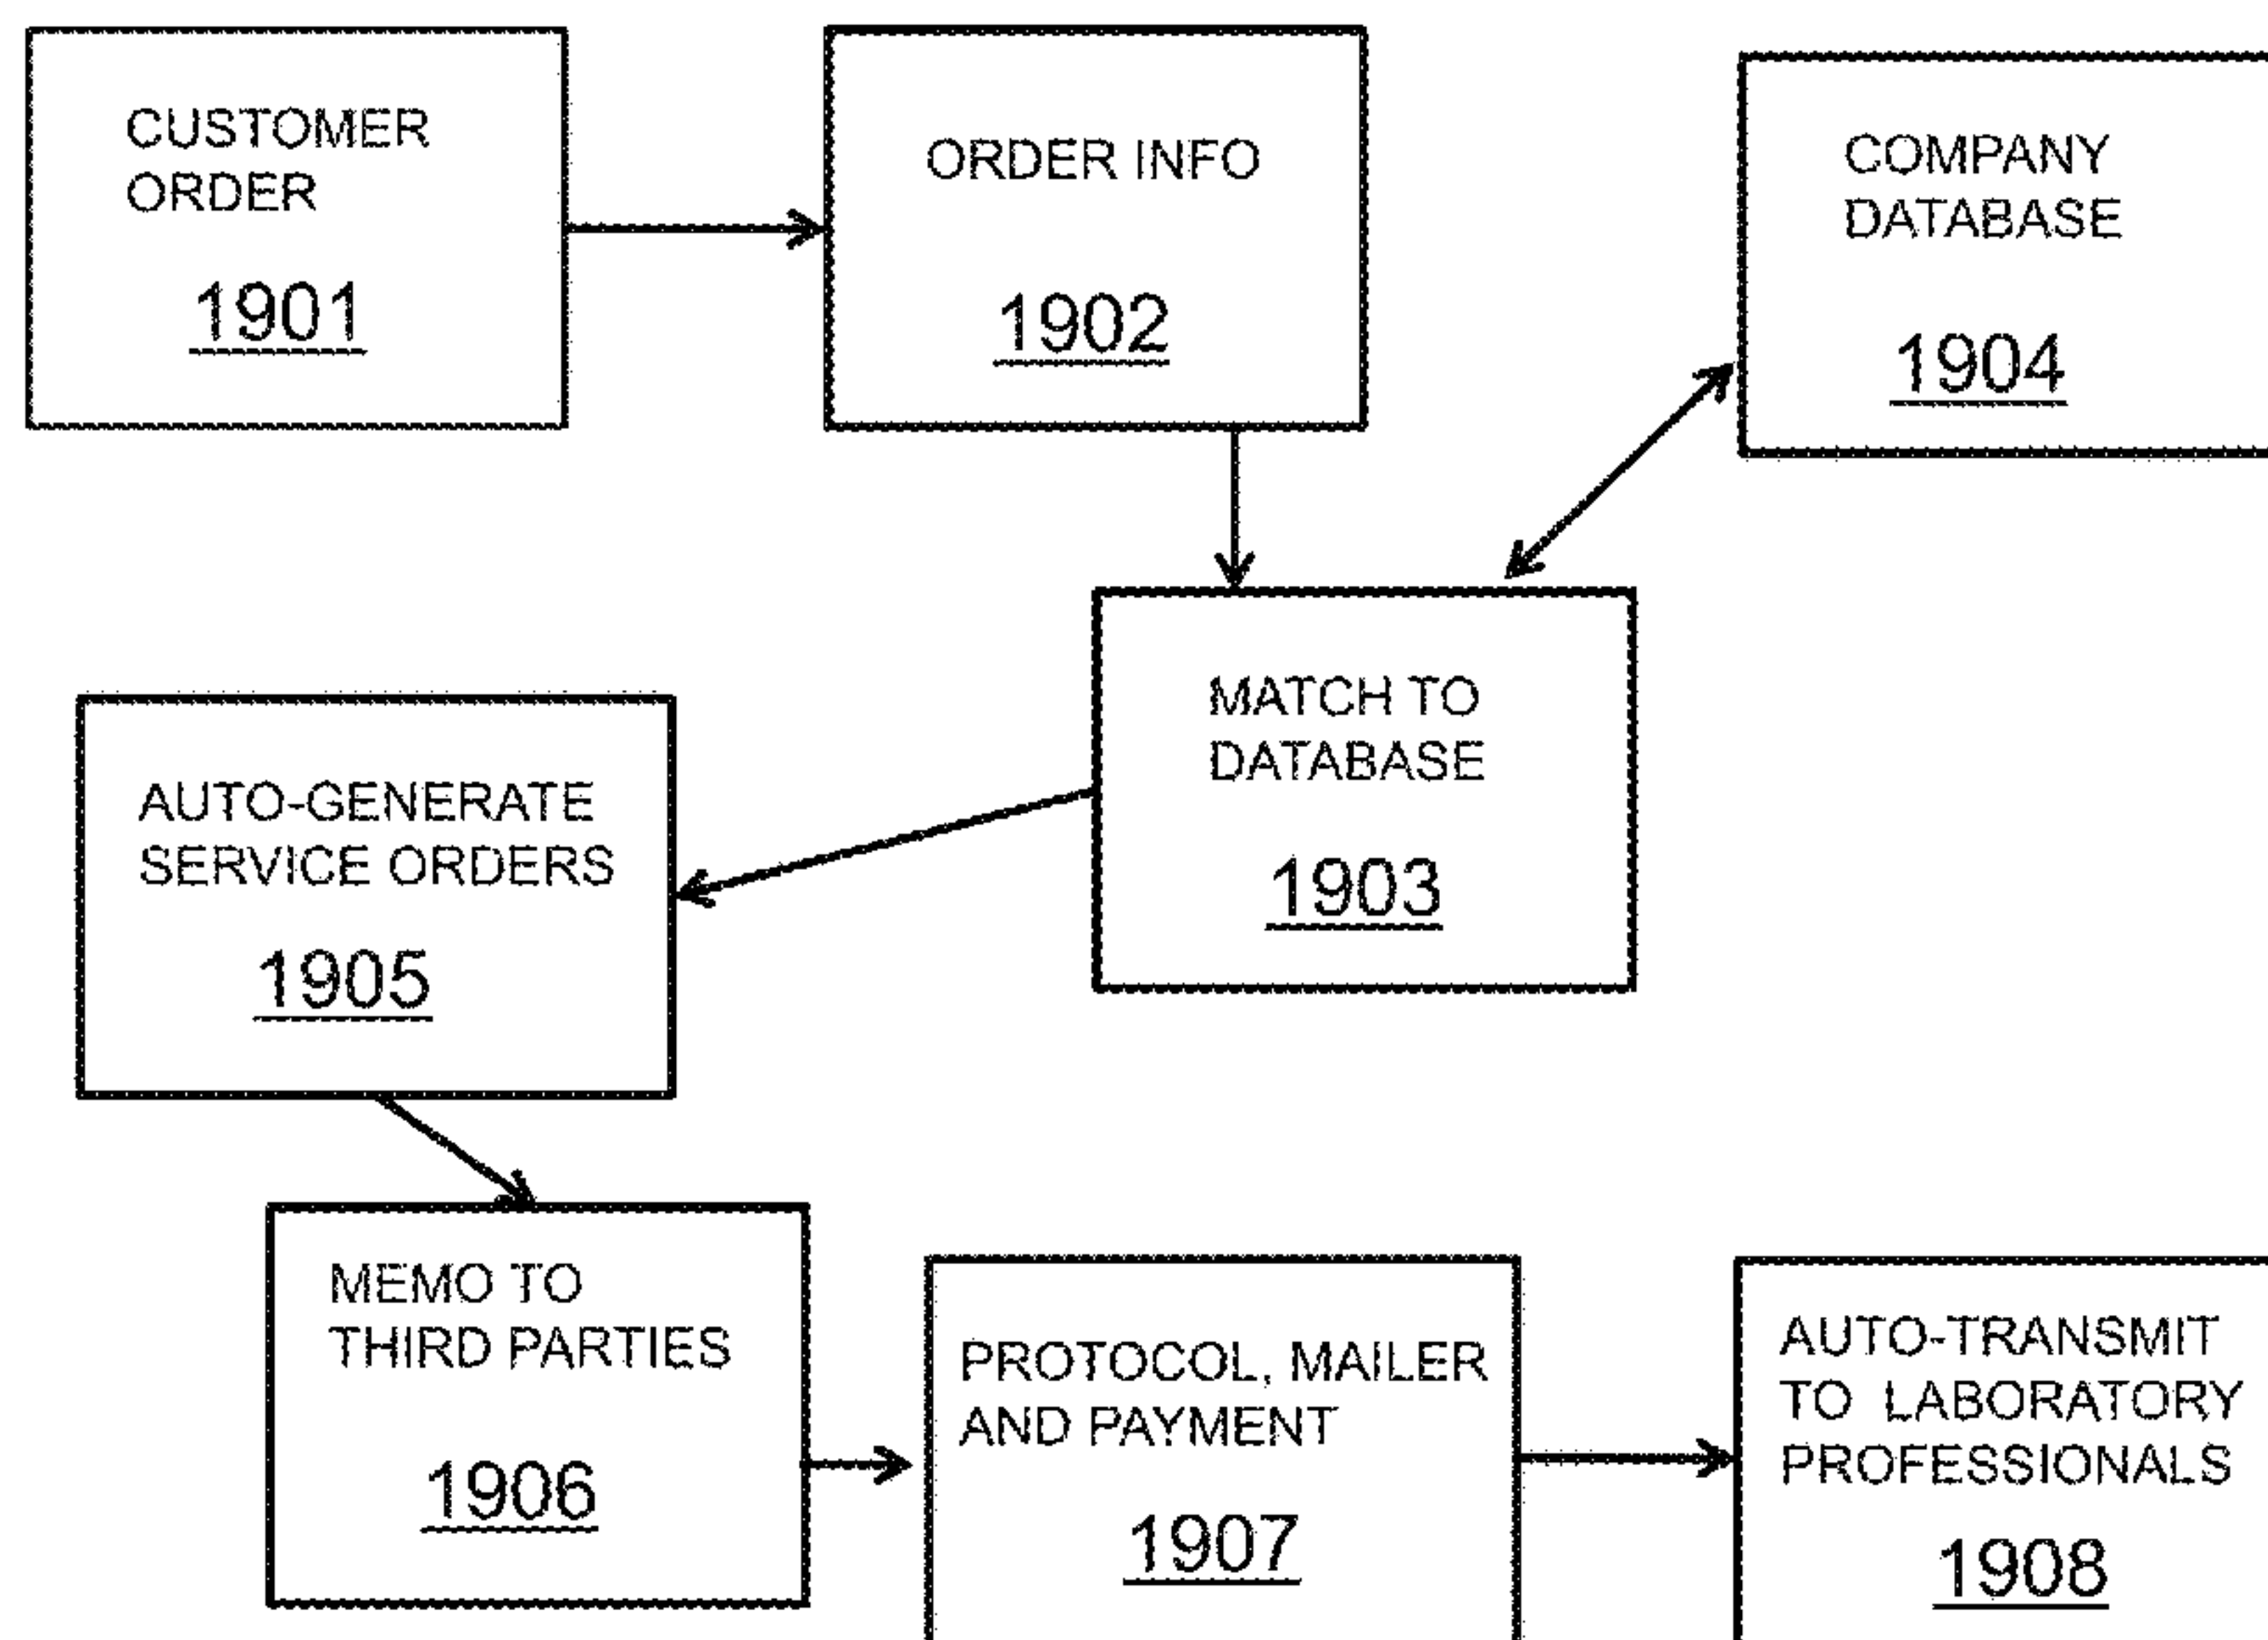 CUSTOMER
ORDER
1901
ORDER INFO
1902
COMPANY
DATABASE
1904
MATCH TO
DATABASE
1903
AUTO-GENERATE
SERVICE ORDERS
1905
MEMO TO
THIRD PARTIES
1906
PROTOCOL, MAILER
AND PAYMENT
1907
AUTO-TRANSMIT
TO LABORATORY
PROFESSIONALS
1908